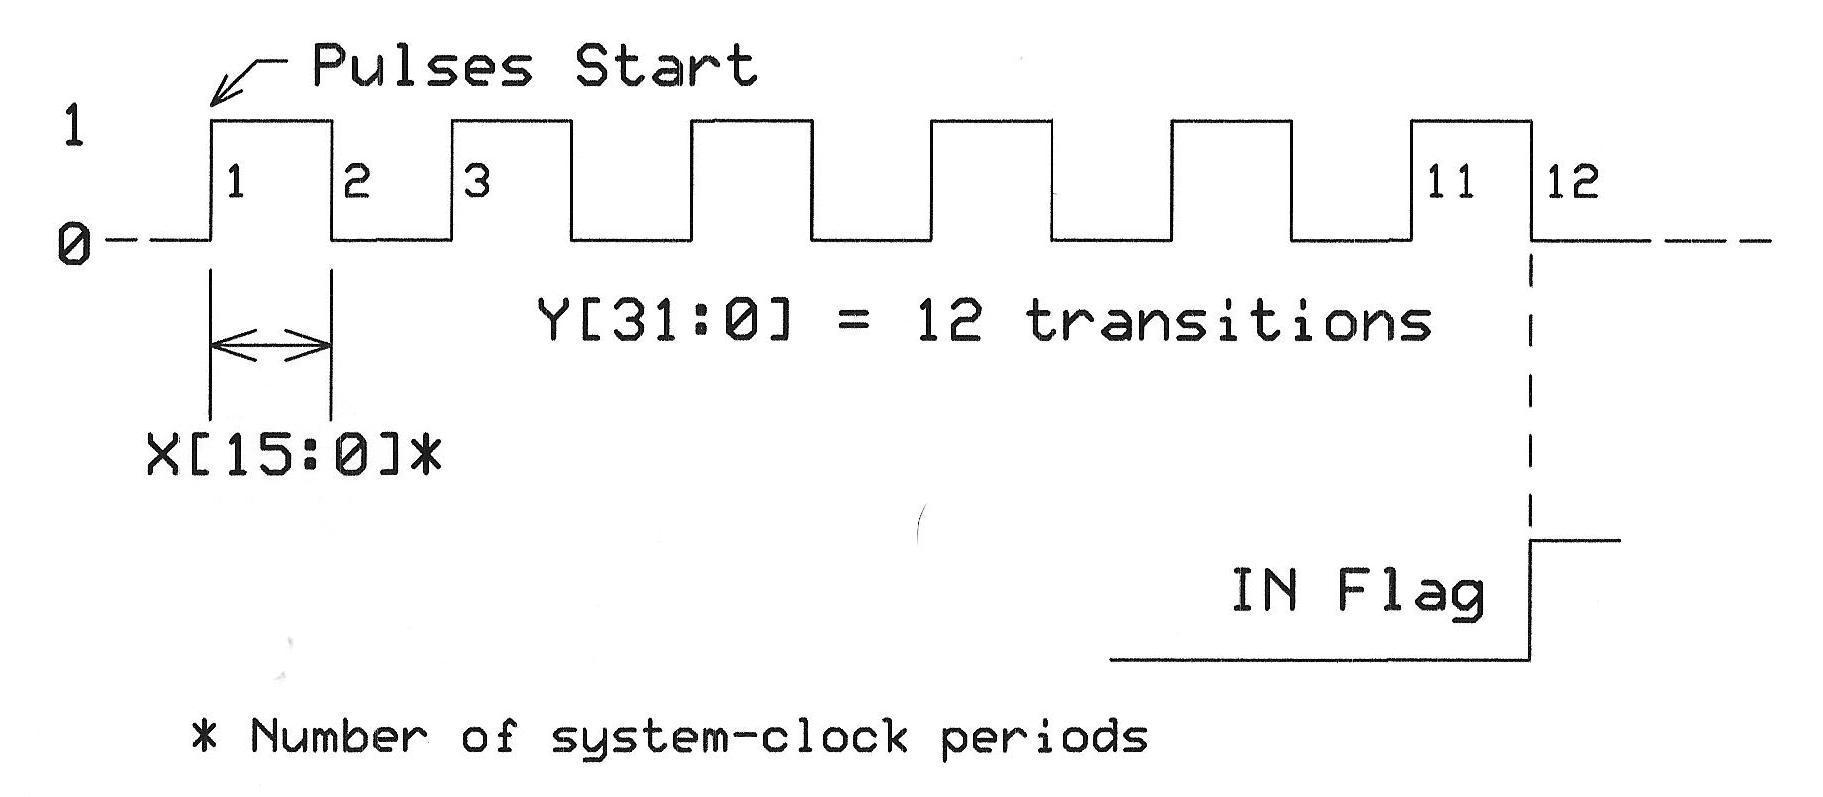 Pulses Start
1
1 2 3 11 12
0
Y[31:0] = 12 transitions
X[15:0]*
IN Flag
* Number of system-clock periods